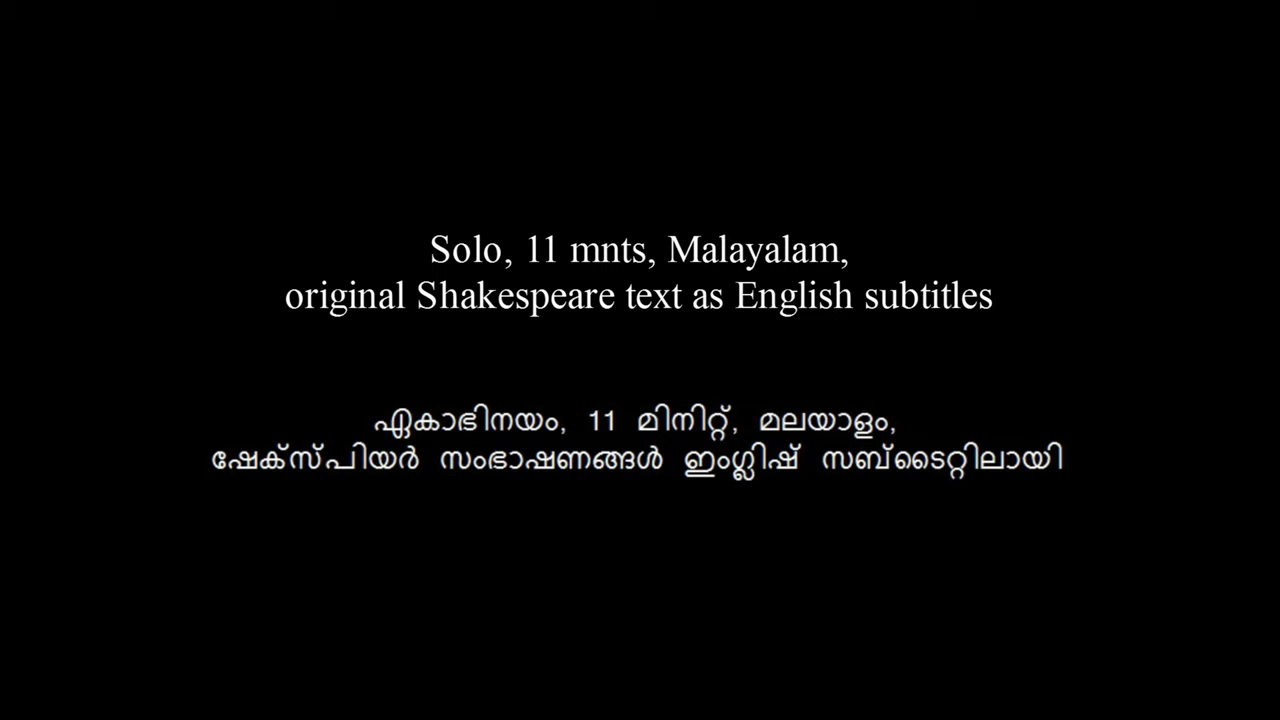 Solo, 11 mnts, Malayalam,
original Shakespeare text as English subtitles
ഏകാഭിനയം, 11 മിനിറ്റ്, മലയാളം,
ഷേക്സ്പിയർ സംഭാഷണങ്ങൾ ഇംഗ്ലിഷ് സബ്ടൈറ്റിലായി